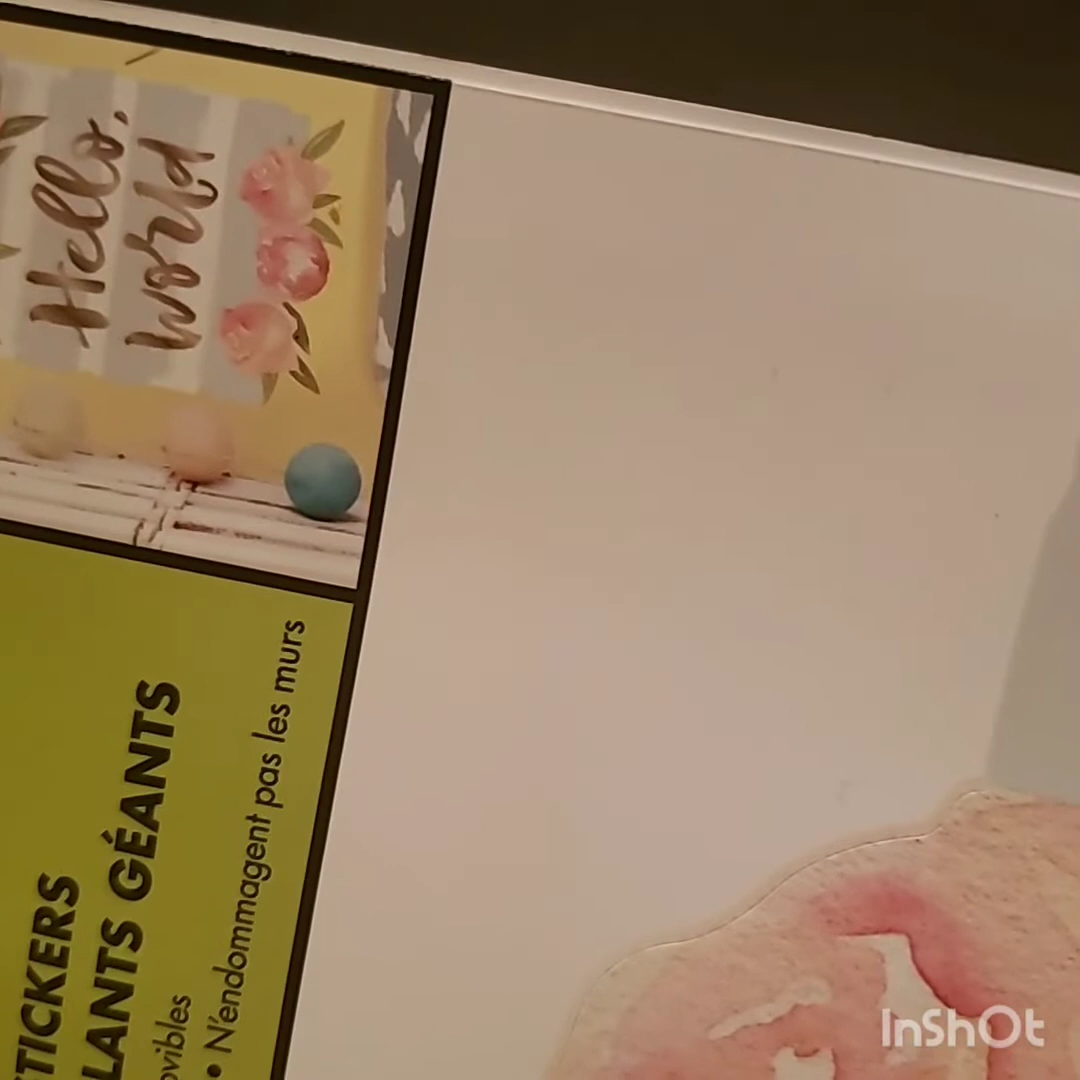 Hello,
world
TICKERS
LANTS GÉANTS
ovibles
• N'endommagent pas les murs
InShOt